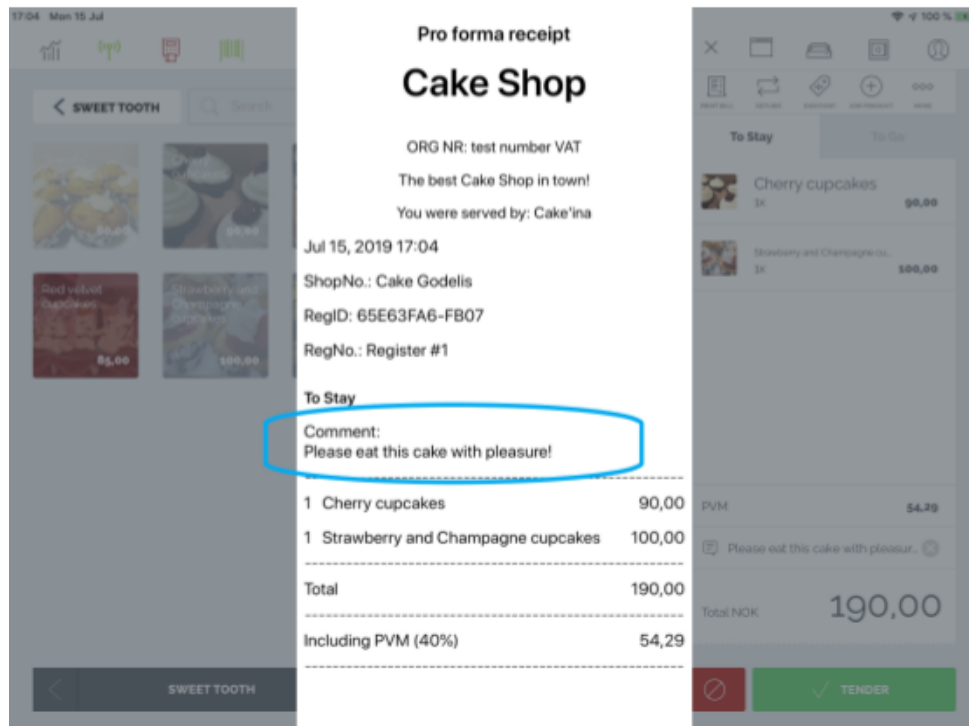 17:04 Mon 15 Jul
100 %
SWEET TOOTH
Search
80,00
90,00
Red velvet
cupcakes
85,00
Strawberry and
Champagne
cupcakes
100,00
SWEET TOOTH
Pro forma receipt
Cake Shop
ORG NR: test number VAT
The best Cake Shop in town!
You were served by: Cake'ina
Jul 15, 2019 17:04
ShopNo.: Cake Godelis
RegID: 65E63FA6-FB07
RegNo.: Register #1
To Stay
Comment:
Please eat this cake with pleasure!
1 Cherry cupcakes 90,00
1 Strawberry and Champagne cupcakes 100,00
Total 190,00
Including PVM (40%) 54,29
To Stay
To Go
Cherry cupcakes
1x 90,00
Strawberry and Champagne cu...
1x 100,00
PVM 54,29
Please eat this cake with pleasur...
Total NOK 190,00
TENDER